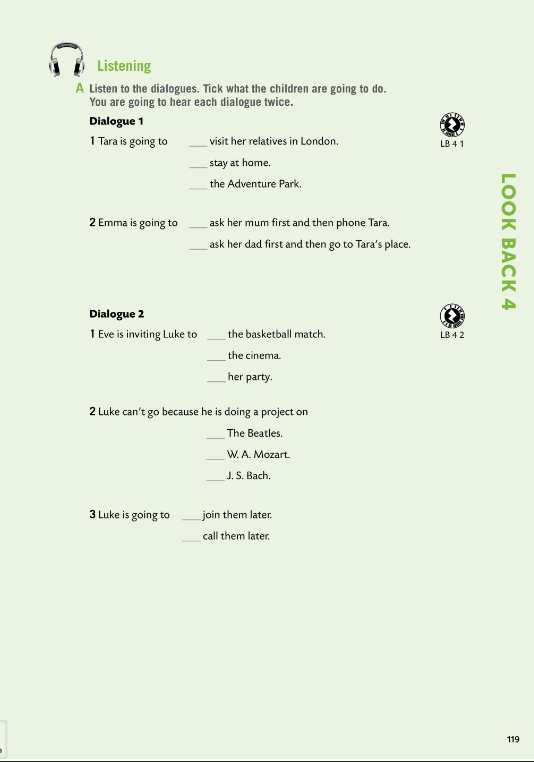 Listening
A Listen to the dialogues. Tick what the children are going to do.
You are going to hear each dialogue twice.
Dialogue 1
LB 4 1
1 Tara is going to ___ visit her relatives in London.
___ stay at home.
___ the Adventure Park.
2 Emma is going to ___ ask her mum first and then phone Tara.
___ ask her dad first and then go to Tara's place.
LOOK BACK 4
Dialogue 2
LB 4 2
1 Eve is inviting Luke to ___ the basketball match.
___ the cinema.
___ her party.
2 Luke can't go because he is doing a project on
___ The Beatles.
___ W. A. Mozart.
___ J. S. Bach.
3 Luke is going to ___ join them later.
___ call them later.
119